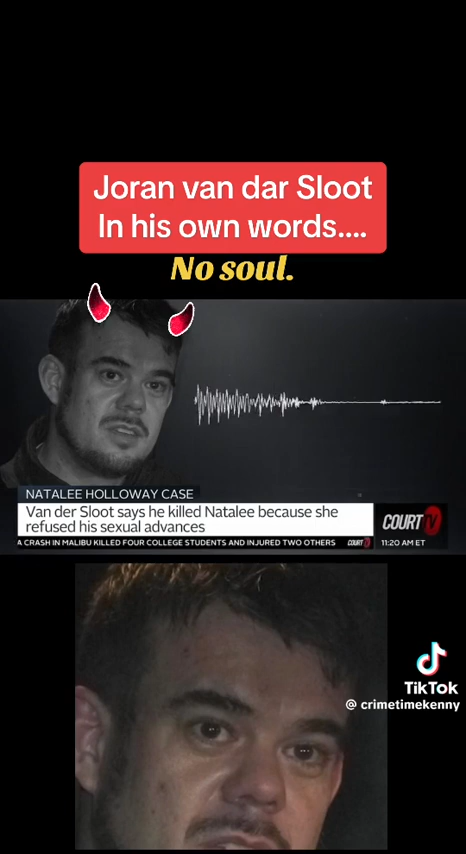 Joran van dar Sloot
In his own words....
No soul.
NATALEE HOLLOWAY CASE
Van der Sloot says he killed Natalee because she
refused his sexual advances
COURT TV
A CRASH IN MALIBU KILLED FOUR COLLEGE STUDENTS AND INJURED TWO OTHERS COURT TV 11:20 AM ET
TikTok
@ crimetimekenny